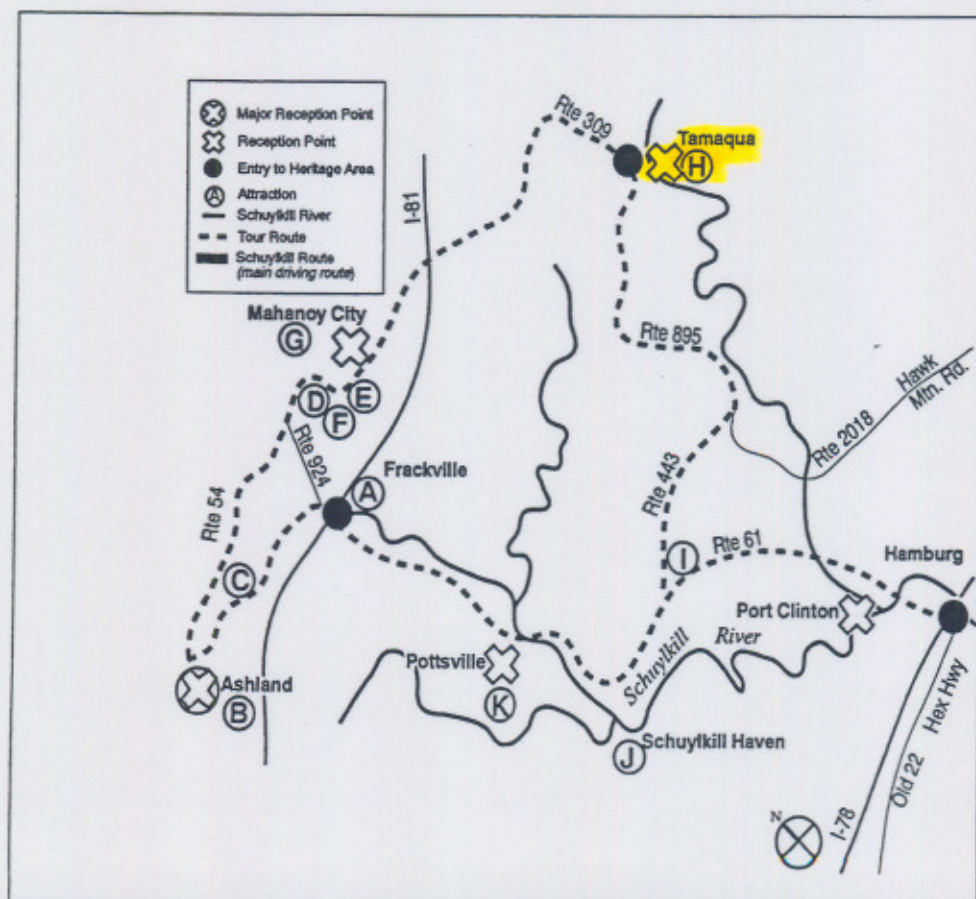 Major Reception Point
Reception Point
Entry to Heritage Area
A
Attraction
Schuylkill River
Tour Route
Schuylkill Route
(main driving route)
Rte 309
Tamaqua
H
I-81
Mahanoy City
G
Rte 895
D
E
F
Hawk
Mtn. Rd.
Rte 2018
Rte 924
Frackville
A
Rte 443
Rte 54
I
Rte 61
Hamburg
C
Port Clinton
Schuylkill River
Pottsville
Ashland
B
K
Schuylkill Haven
J
N
I-78
Old 22
Hex Hwy